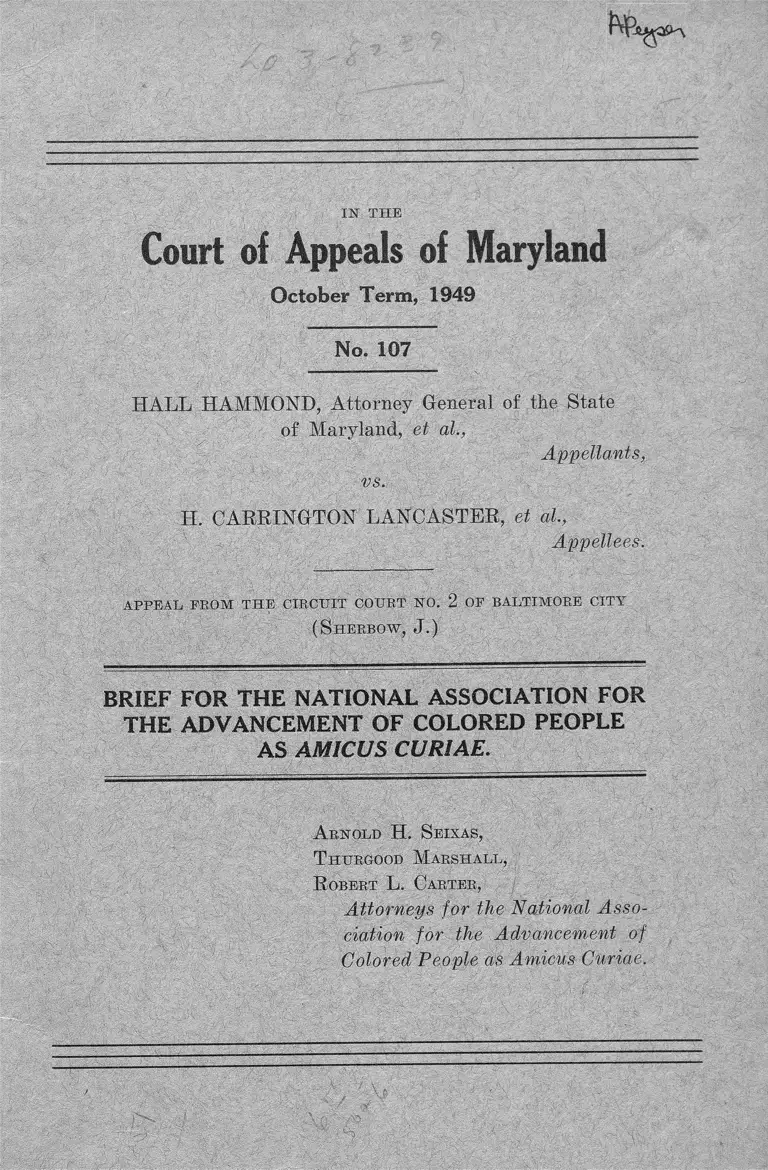 APeyser
IN THE
Court of Appeals of Maryland
October Term, 1949
No. 107
HALL HAMMOND, Attorney General of the State
of Maryland, et al.,
Appellants,
vs.
H. CARRINGTON LANCASTER, et al.,
Appellees.
APPEAL FROM THE CIRCUIT COURT NO. 2 OF BALTIMORE CITY
(SHERBOW, J.)
BRIEF FOR THE NATIONAL ASSOCIATION FOR
THE ADVANCEMENT OF COLORED PEOPLE
AS AMICUS CURIAE.
ARNOLD H. SEIXAS,
THURGOOD MARSHALL,
ROBERT L. CARTER,
Attorneys for the National Asso-
ciation for the Advancement of
Colored People as Amicus Curiae.